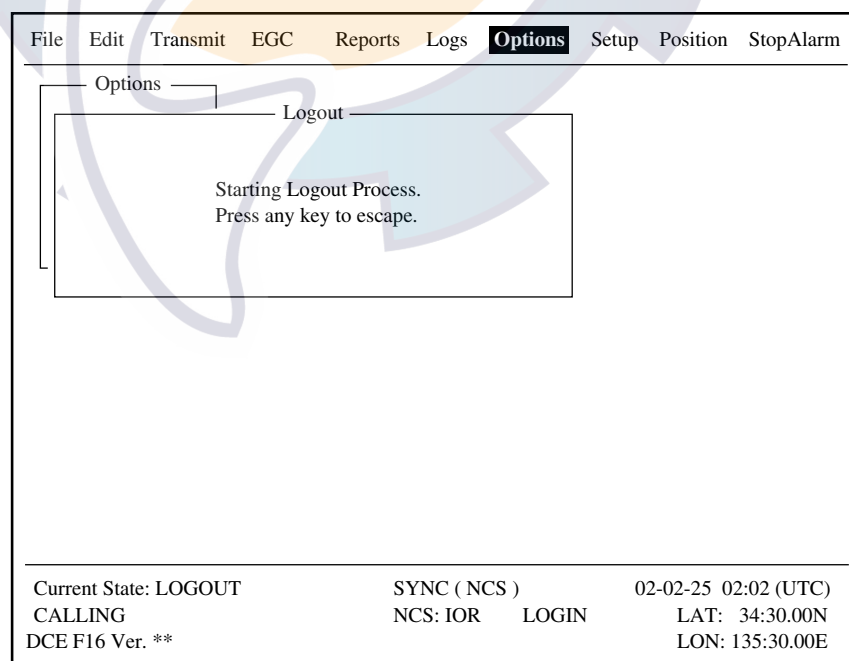 File Edit Transmit EGC Reports Logs Options Setup Position StopAlarm
Options
Logout
Starting Logout Process.
Press any key to escape.
Current State: LOGOUT SYNC ( NCS ) 02-02-25 02:02 (UTC)
CALLING NCS: IOR LOGIN LAT: 34:30.00N
DCE F16 Ver. ** LON: 135:30.00E